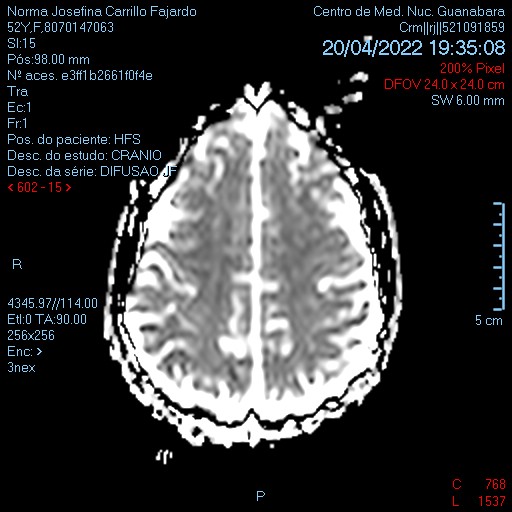 Norma Josefina Carrillo Fajardo
52Y,F,8070147063
Sl:15
Pós:98.00 mm
Nº aces. e3ff1b2661f0f4e
Tra
Ec:1
Fr:1
Pos. do paciente: HFS
Desc. do estudo: CRANIO
Desc. da série: DIFUSAO JF
< 602 - 15 >
Centro de Med. Nuc. Guanabara
Crm||rj||521091859
20/04/2022 19:35:08
200% Pixel
DFOV 24.0 x 24.0 cm
SW 6.00 mm
R
5 cm
4345.97//114.00
Etl:0 TA:90.00
256x256
Enc: >
3nex
P
C 768
L 1537